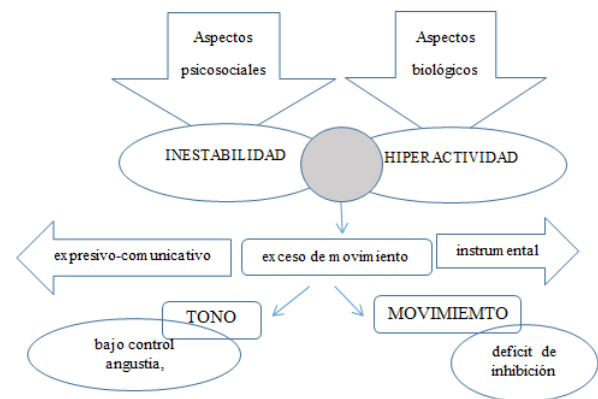 Aspectos
psicosociales
Aspectos
biológicos
INESTABILIDAD
HIPERACTIVIDAD
expresivo-comunicativo
exceso de movimiento
instrumental
TONO
MOVIMIEMTO
bajo control
angustia,
deficit de
inhibición